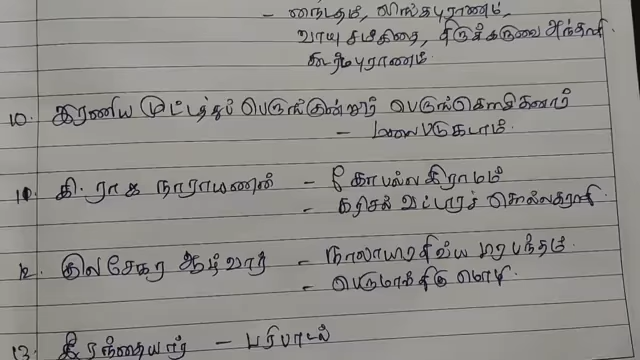 - நைடதம், லிங்கபுராணம்,
வாயு சம்கிதை, திருக்கருவை அந்தாதி
கூர்மபுராணம்.
10. இரணிய முட்டத்துப் பெருங்குன்றூர் பெருங்கௌசிகனார்
- மலைபடுகடாம்.
11. கி. ராஜ நாராயணன் - கோபல்லகிராமம்
- கரிசல் வட்டாரச் சொல்லகராதி.
12. குலசேகர ஆழ்வார் - நாலாயிரதிவ்ய பிரபந்தம்
- பெருமாள்திரு மொழி.
13. கீரந்தையார் - பரிபாடல்